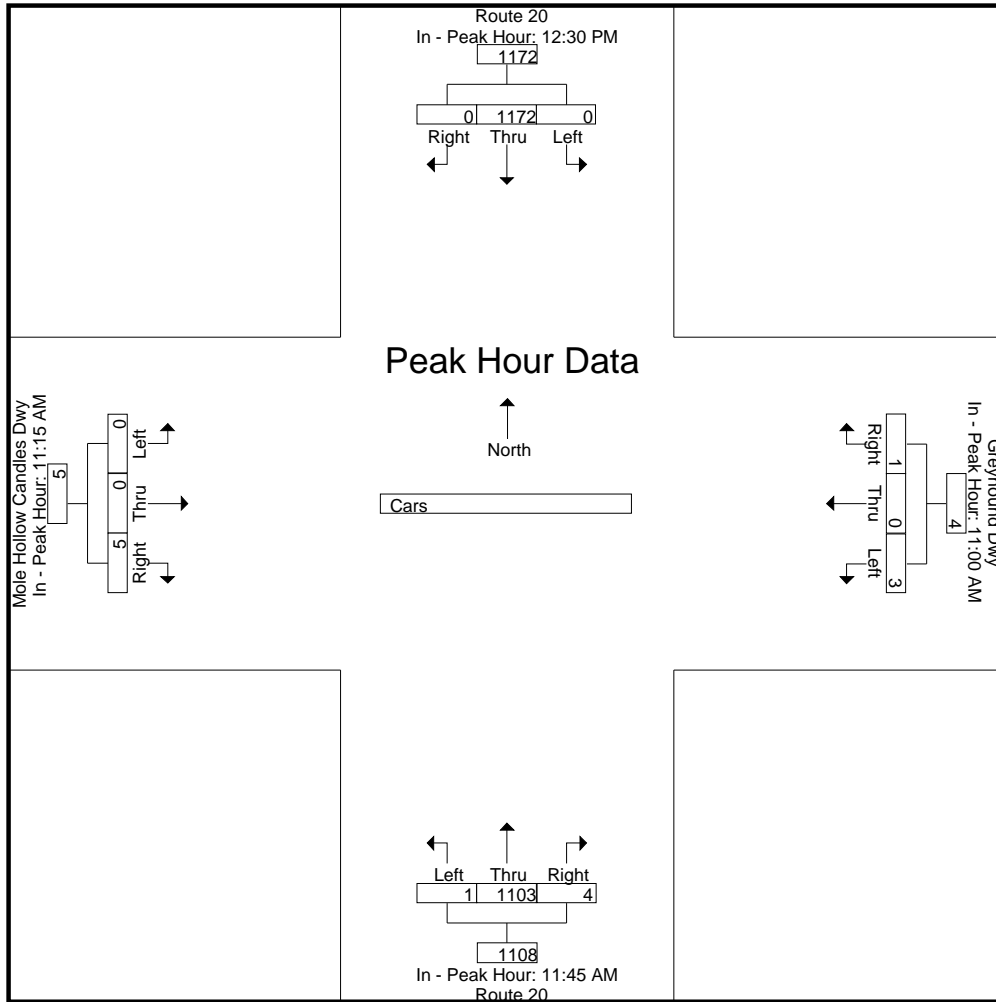 Route 20
In - Peak Hour: 12:30 PM
1172
0 1172 0
Right Thru Left
Peak Hour Data
North
Cars
Mole Hollow Candles Dwy
In - Peak Hour: 11:15 AM
5
0 0 5
Left Thru Right
Greyhound Dwy
In - Peak Hour: 11:00 AM
4
1 0 3
Right Thru Left
Left Thru Right
1 1103 4
1108
In - Peak Hour: 11:45 AM
Route 20